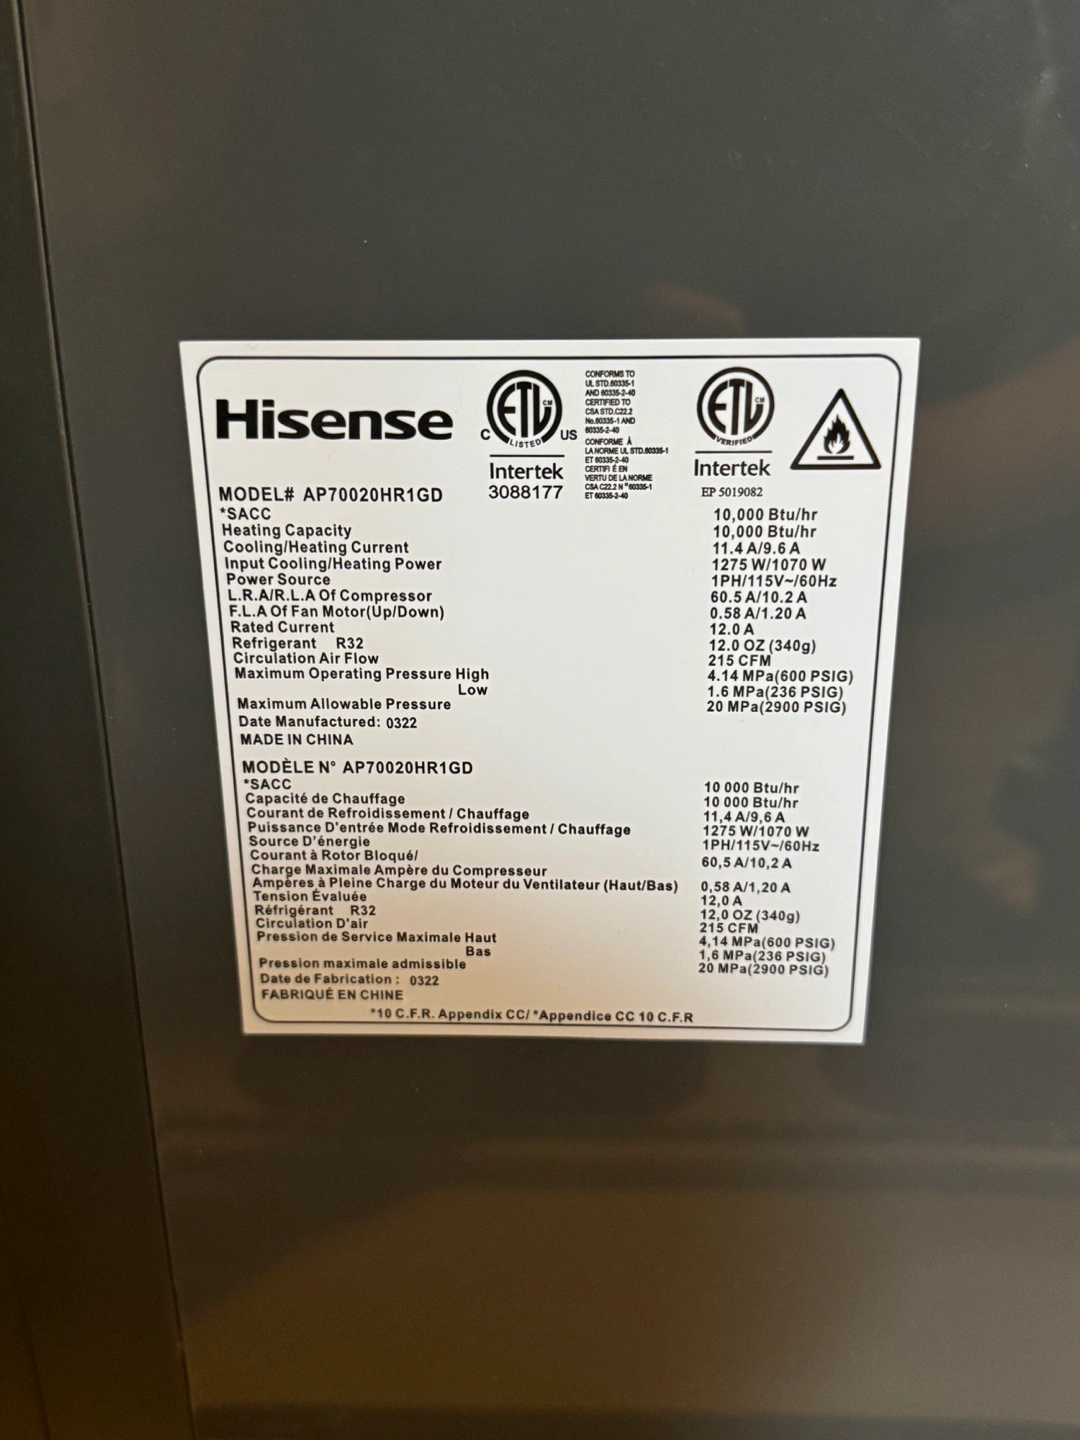 Hisense
C ETL CM LISTED US
Intertek
3088177
CONFORMS TO
UL STD.60335-1
AND 60335-2-40
CERTIFIED TO
CSA STD.C22.2
No.60335-1 AND
60335-2-40
CONFORME À
LA NORME UL STD.60335-1
ET 60335-2-40
CERTIFI É EN
VERTU DE LA NORME
CSA C22.2 N°60335-1
ET 60335-2-40
ETL CM VERIFIED
Intertek
EP 5019082
MODEL# AP70020HR1GD
*SACC 10,000 Btu/hr
Heating Capacity 10,000 Btu/hr
Cooling/Heating Current 11.4 A/9.6 A
Input Cooling/Heating Power 1275 W/1070 W
Power Source 1PH/115V~/60Hz
L.R.A/R.L.A Of Compressor 60.5 A/10.2 A
F.L.A Of Fan Motor(Up/Down) 0.58 A/1.20 A
Rated Current 12.0 A
Refrigerant R32 12.0 OZ (340g)
Circulation Air Flow 215 CFM
Maximum Operating Pressure High 4.14 MPa(600 PSIG)
Low 1.6 MPa(236 PSIG)
Maximum Allowable Pressure 20 MPa(2900 PSIG)
Date Manufactured: 0322
MADE IN CHINA
MODÈLE N° AP70020HR1GD
*SACC 10 000 Btu/hr
Capacité de Chauffage 10 000 Btu/hr
Courant de Refroidissement / Chauffage 11,4 A/9,6 A
Puissance D'entrée Mode Refroidissement / Chauffage 1275 W/1070 W
Source D'énergie 1PH/115V~/60Hz
Courant à Rotor Bloqué/
Charge Maximale Ampère du Compresseur 60,5 A/10,2 A
Ampères à Pleine Charge du Moteur du Ventilateur (Haut/Bas) 0,58 A/1,20 A
Tension Évaluée 12,0 A
Réfrigérant R32 12,0 OZ (340g)
Circulation D'air 215 CFM
Pression de Service Maximale Haut 4,14 MPa(600 PSIG)
Bas 1,6 MPa(236 PSIG)
Pression maximale admissible 20 MPa(2900 PSIG)
Date de Fabrication : 0322
FABRIQUÉ EN CHINE
*10 C.F.R. Appendix CC/ *Appendice CC 10 C.F.R